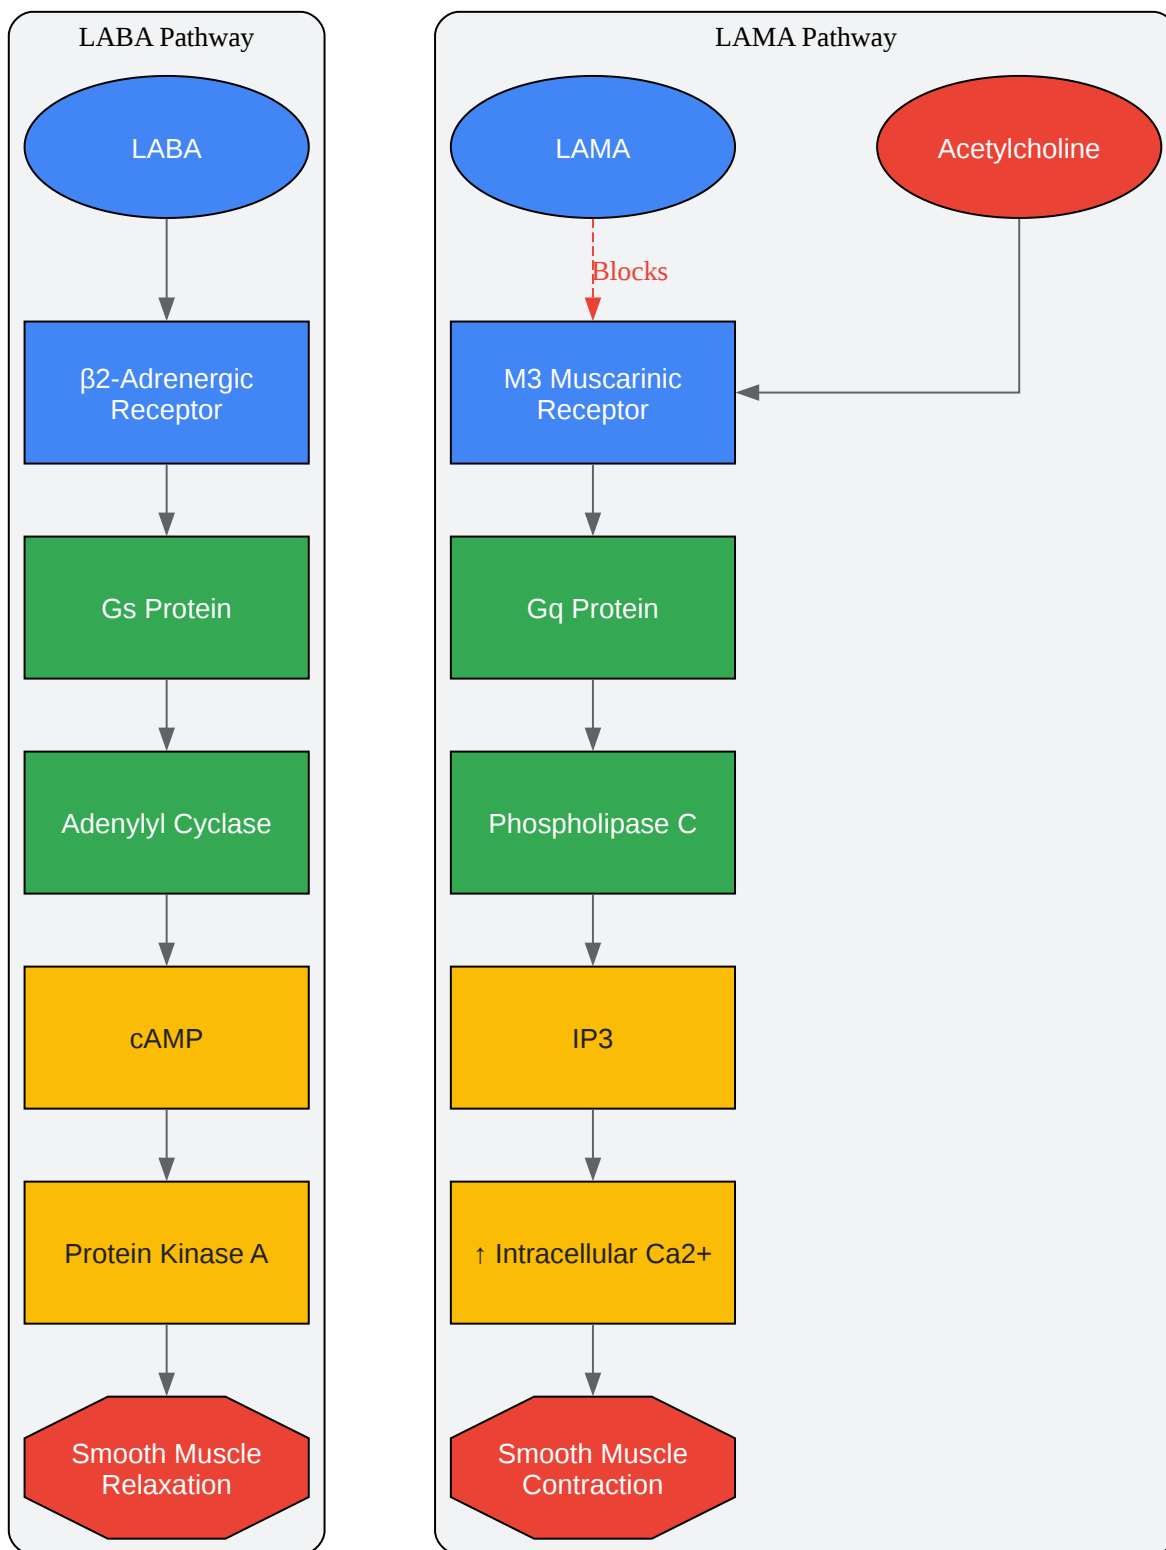 LABA Pathway
LABA
β2-Adrenergic
Receptor
Gs Protein
Adenylyl Cyclase
cAMP
Protein Kinase A
Smooth Muscle
Relaxation
LAMA Pathway
LAMA
Acetylcholine
Blocks
M3 Muscarinic
Receptor
Gq Protein
Phospholipase C
IP3
↑ Intracellular Ca2+
Smooth Muscle
Contraction